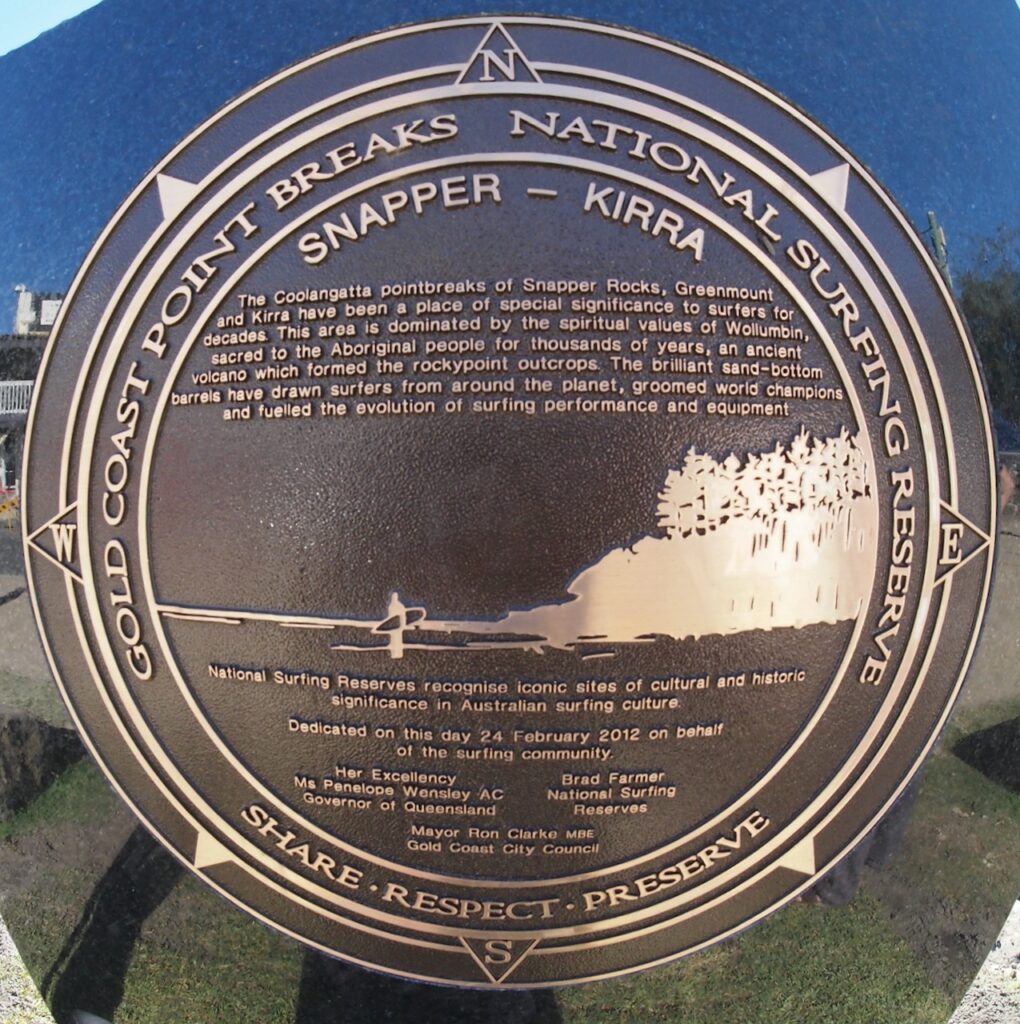 N
GOLD COAST POINT BREAKS NATIONAL SURFING RESERVE
SNAPPER – KIRRA
The Coolangatta pointbreaks of Snapper Rocks, Greenmount
and Kirra have been a place of special significance to surfers for
decades. This area is dominated by the spiritual values of Wollumbin,
sacred to the Aboriginal people for thousands of years, an ancient
volcano which formed the rockypoint outcrops. The brilliant sand-bottom
barrels have drawn surfers from around the planet, groomed world champions
and fuelled the evolution of surfing performance and equipment
W
E
National Surfing Reserves recognise iconic sites of cultural and historic
significance in Australian surfing culture.
Dedicated on this day 24 February 2012 on behalf
of the surfing community.
Her Excellency
Ms Penelope Wensley AC
Governor of Queensland
Brad Farmer
National Surfing
Reserves
Mayor Ron Clarke MBE
Gold Coast City Council
SHARE · RESPECT · PRESERVE
S